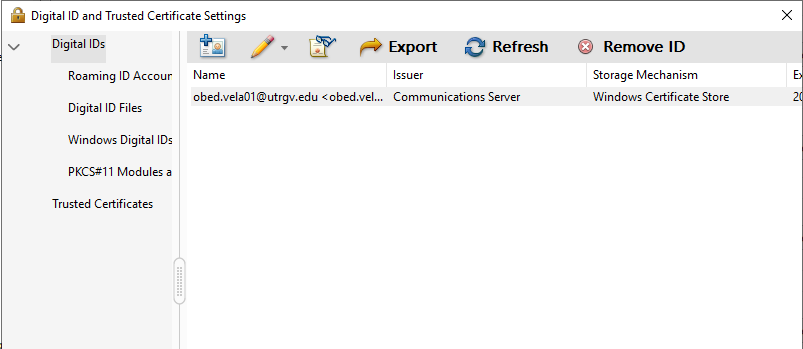 Digital ID and Trusted Certificate Settings
Digital IDs
Roaming ID Accoun
Digital ID Files
Windows Digital IDs
PKCS#11 Modules a
Trusted Certificates
Export Refresh Remove ID
Name Issuer Storage Mechanism Ex
obed.vela01@utrgv.edu <obed.vel... Communications Server Windows Certificate Store 20